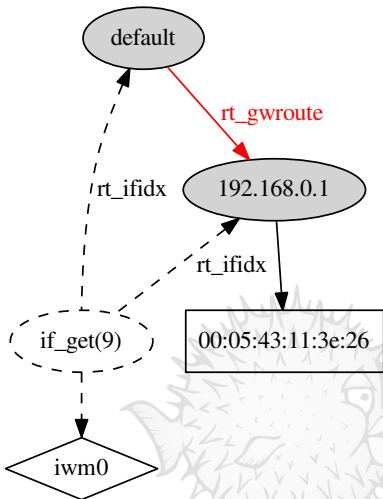 default
rt_gwroute
rt_ifidx
192.168.0.1
rt_ifidx
if_get(9)
00:05:43:11:3e:26
iwm0